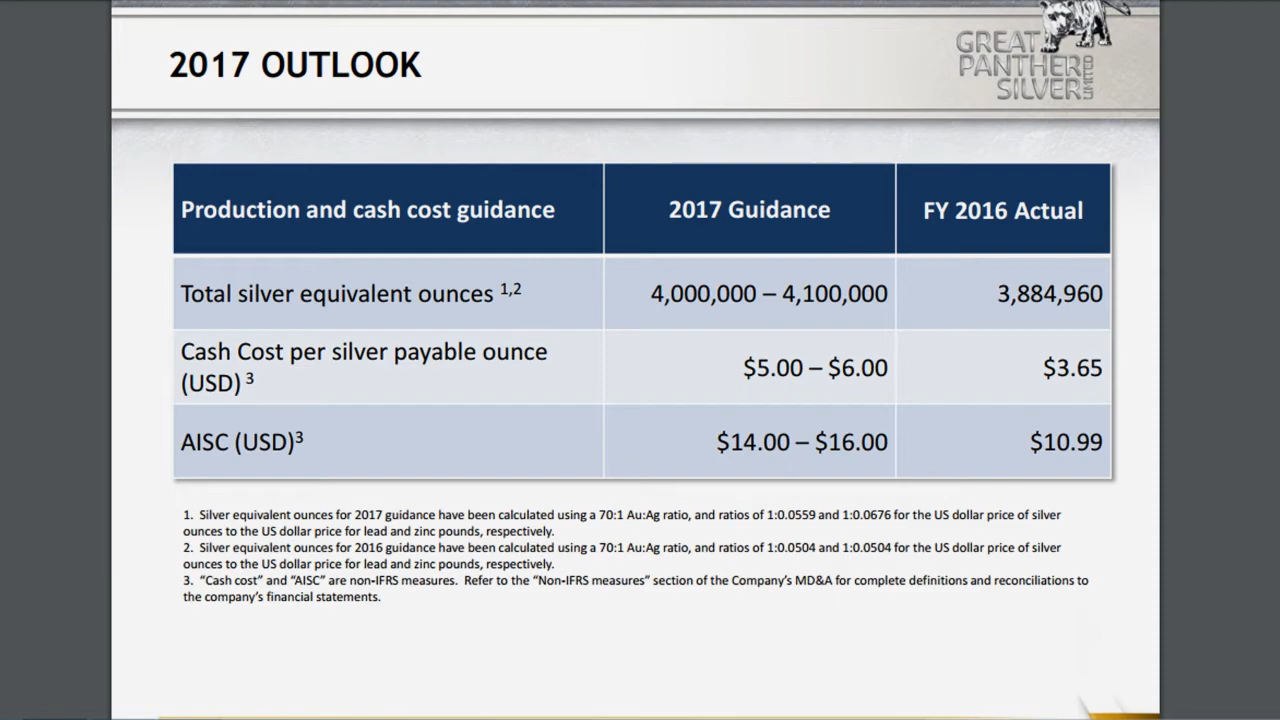 2017 OUTLOOK
GREAT
PANTHER
SILVER
LIMITED
Production and cash cost guidance
2017 Guidance
FY 2016 Actual
Total silver equivalent ounces 1,2
4,000,000 – 4,100,000
3,884,960
Cash Cost per silver payable ounce
(USD) 3
$5.00 – $6.00
$3.65
AISC (USD)3
$14.00 – $16.00
$10.99
1. Silver equivalent ounces for 2017 guidance have been calculated using a 70:1 Au:Ag ratio, and ratios of 1:0.0559 and 1:0.0676 for the US dollar price of silver
ounces to the US dollar price for lead and zinc pounds, respectively.
2. Silver equivalent ounces for 2016 guidance have been calculated using a 70:1 Au:Ag ratio, and ratios of 1:0.0504 and 1:0.0504 for the US dollar price of silver
ounces to the US dollar price for lead and zinc pounds, respectively.
3. “Cash cost” and “AISC” are non-IFRS measures. Refer to the “Non-IFRS measures” section of the Company’s MD&A for complete definitions and reconciliations to
the company’s financial statements.